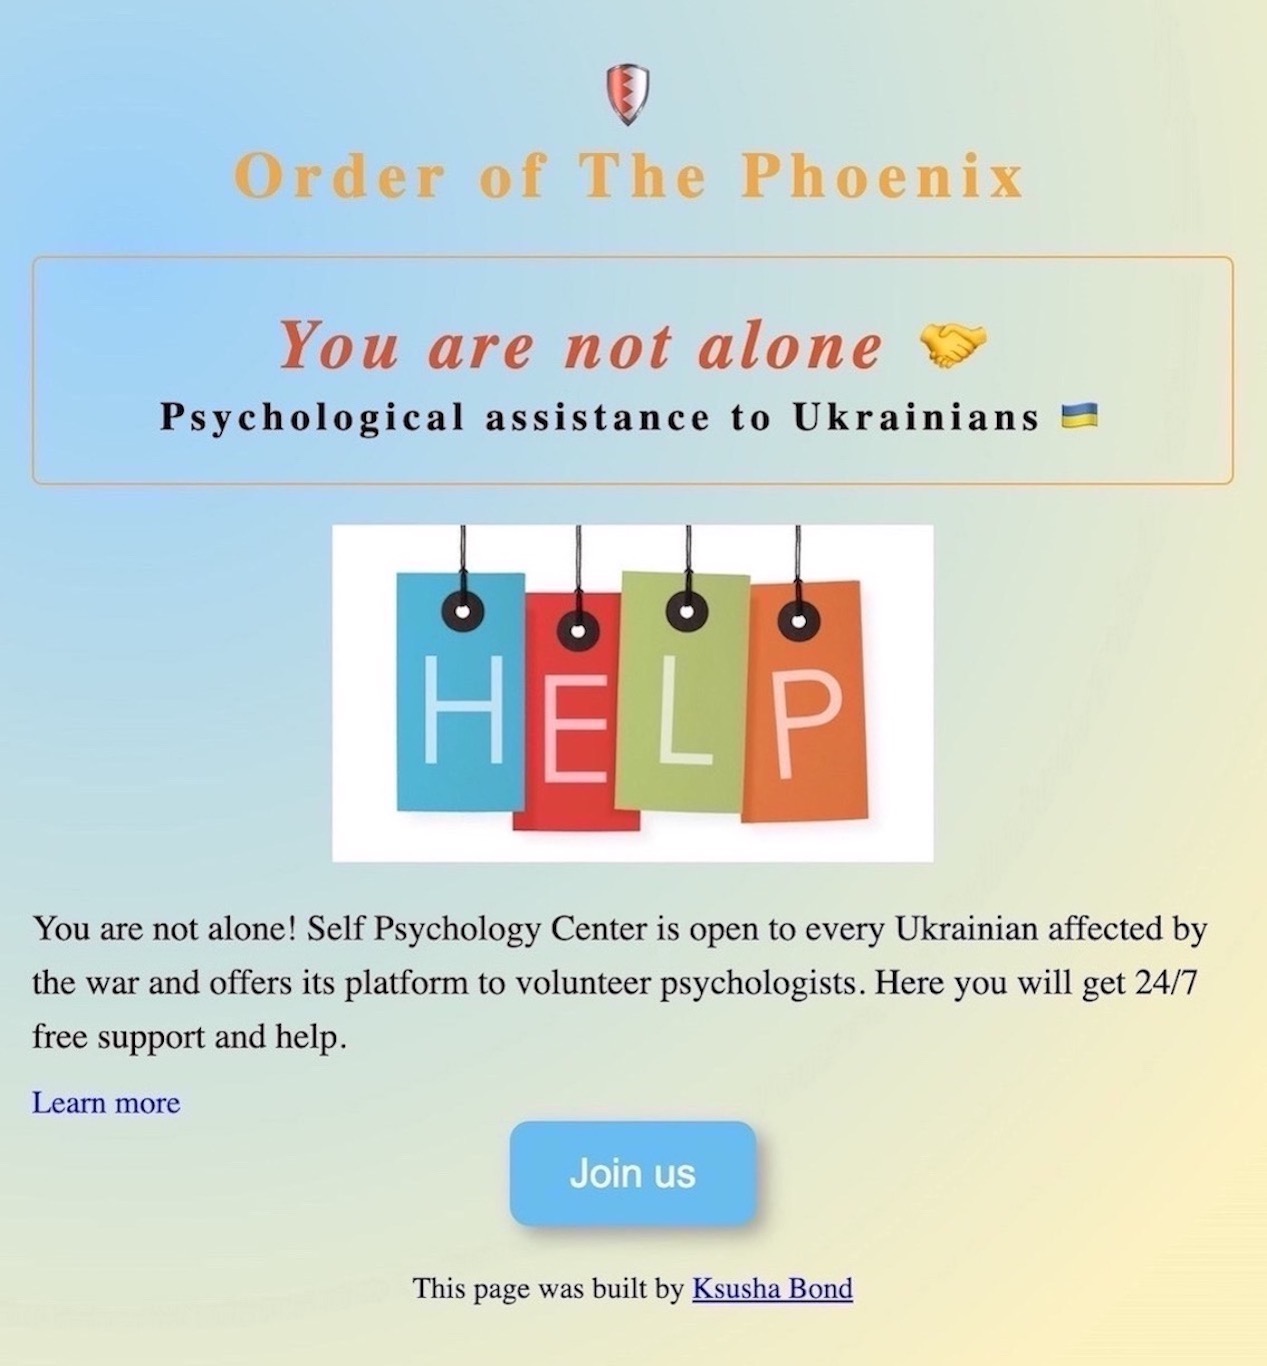 Order of The Phoenix
You are not alone 🤝
Psychological assistance to Ukrainians 🇺🇦
HELP
You are not alone! Self Psychology Center is open to every Ukrainian affected by
the war and offers its platform to volunteer psychologists. Here you will get 24/7
free support and help.
Learn more
Join us
This page was built by Ksusha Bond